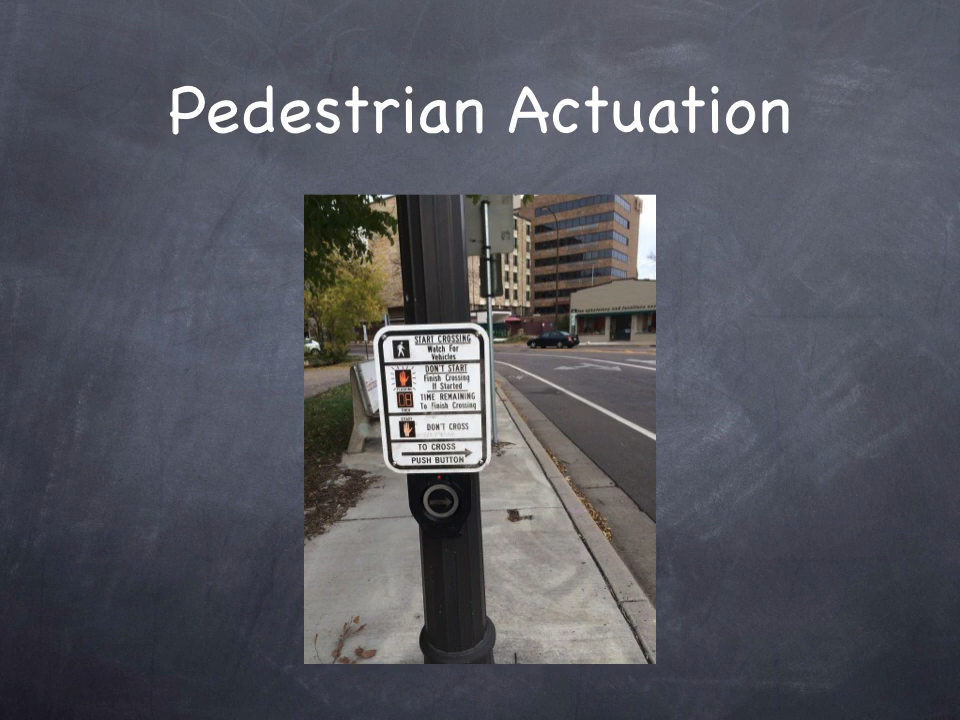 Pedestrian Actuation
START CROSSING
Watch For
Vehicles
DON'T START
Finish Crossing
If Started
TIME REMAINING
To Finish Crossing
DON'T CROSS
TO CROSS
PUSH BUTTON